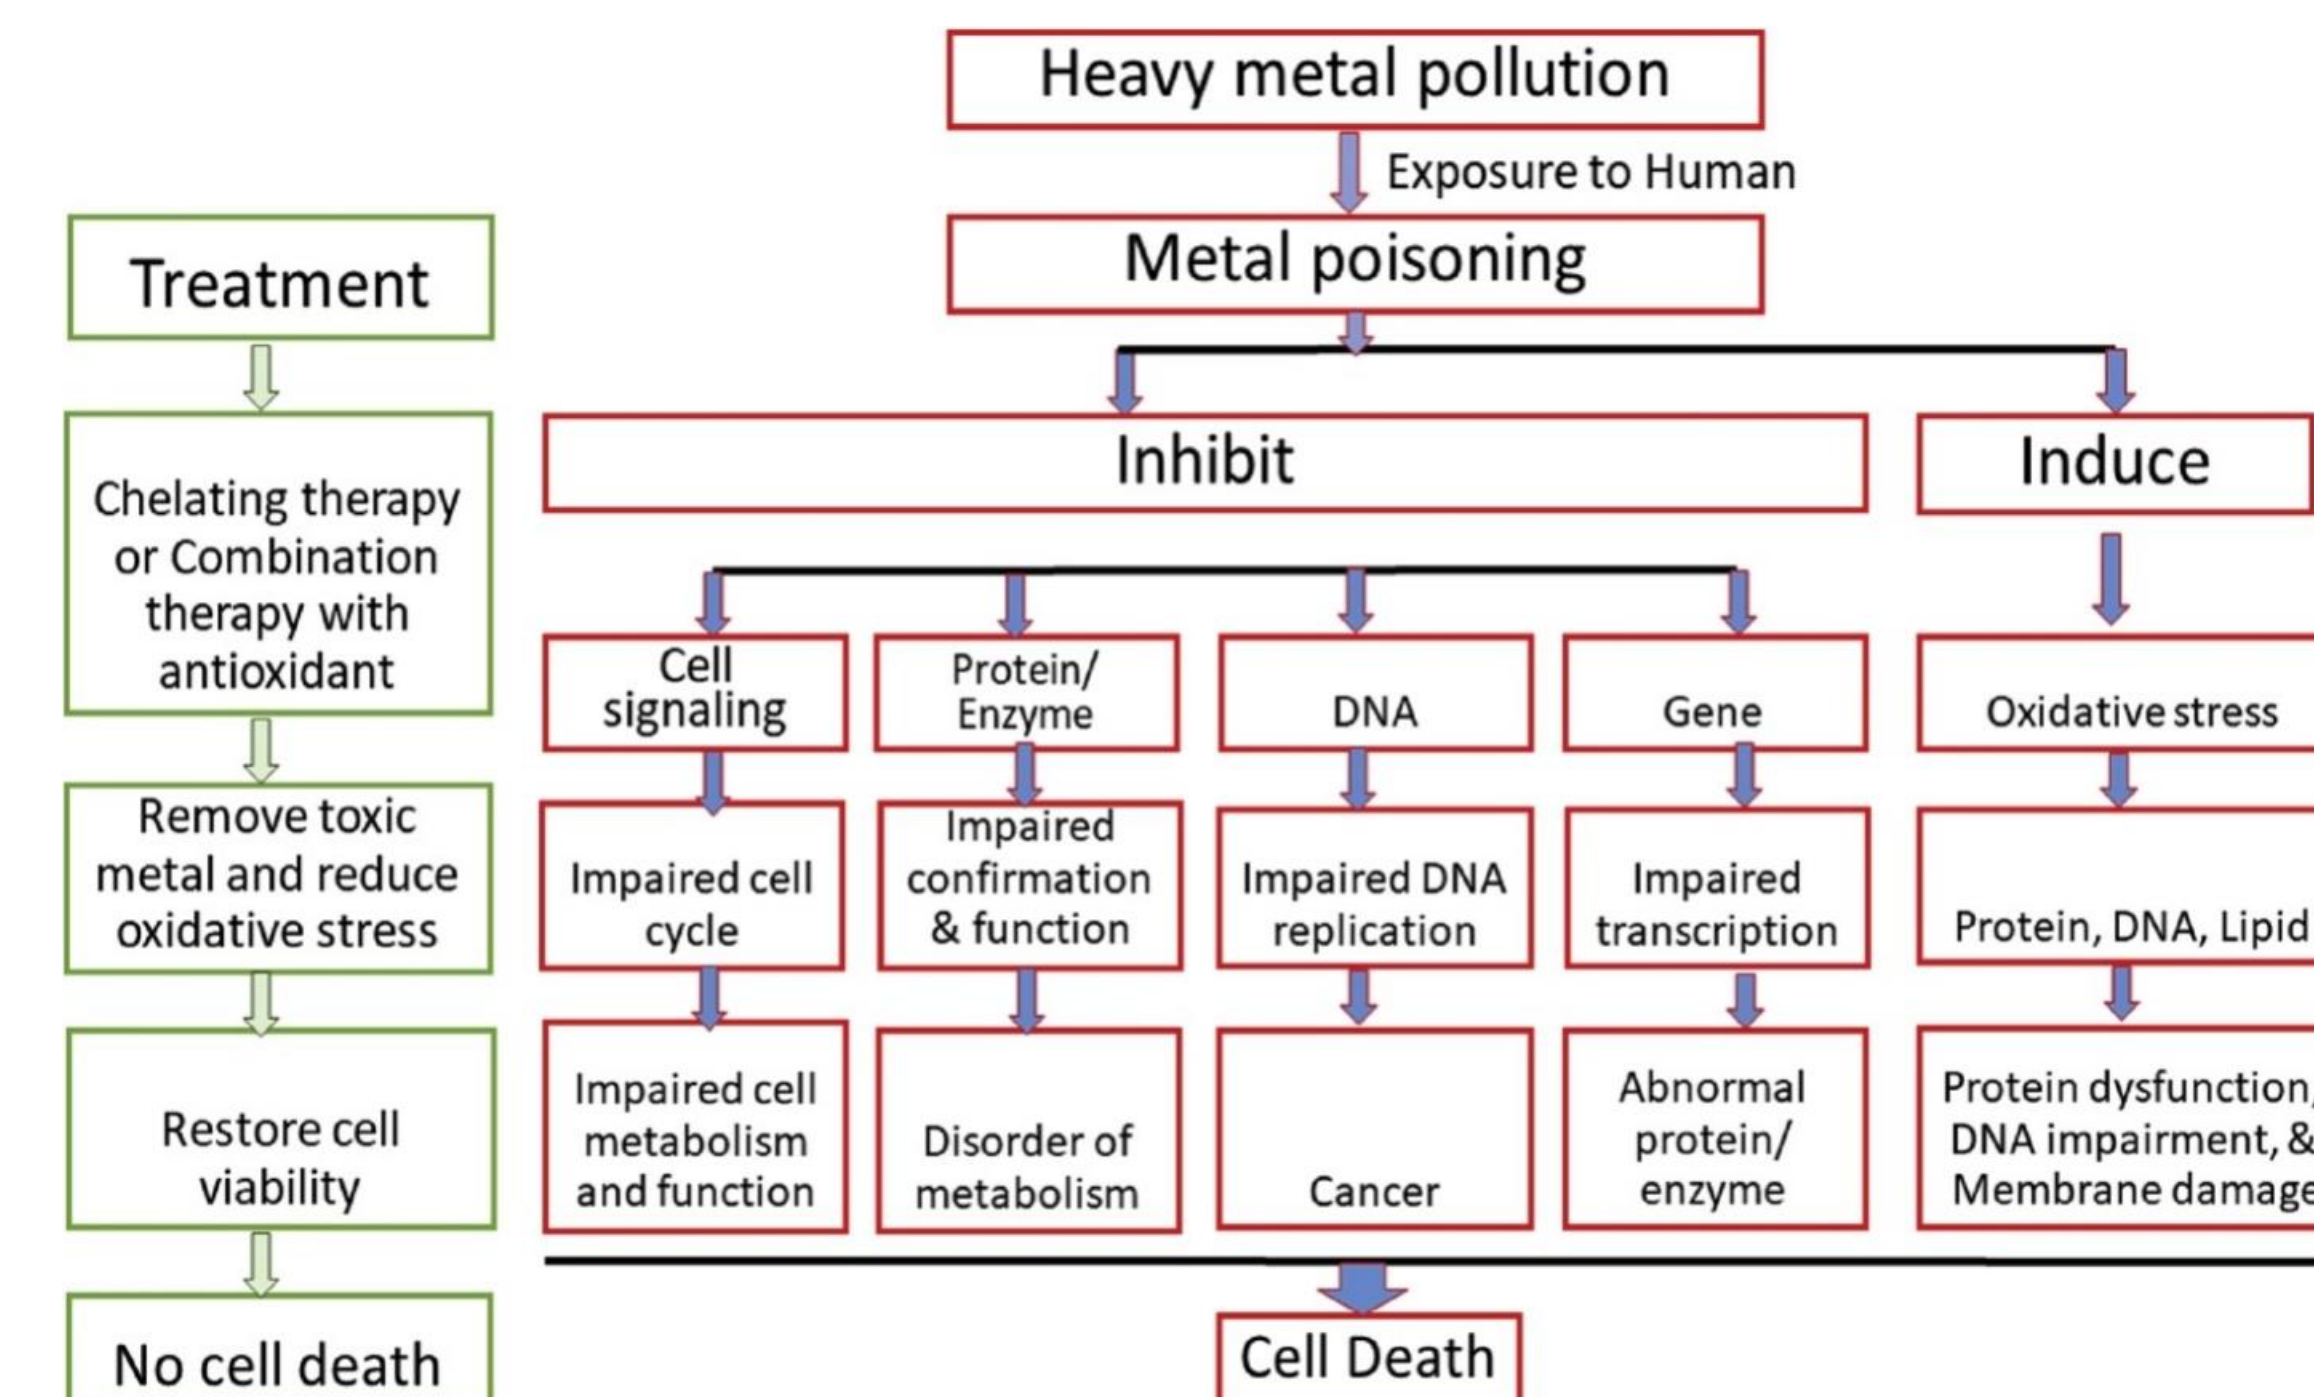 Heavy metal pollution
Exposure to Human
Metal poisoning
Treatment
Chelating therapy
or Combination
therapy with
antioxidant
Remove toxic
metal and reduce
oxidative stress
Restore cell
viability
No cell death
Inhibit
Induce
Cell
signaling
Protein/
Enzyme
DNA
Gene
Oxidative stress
Impaired cell
cycle
Impaired
confirmation
& function
Impaired DNA
replication
Impaired
transcription
Protein, DNA, Lipid
Impaired cell
metabolism
and function
Disorder of
metabolism
Cancer
Abnormal
protein/
enzyme
Protein dysfunction,
DNA impairment, &
Membrane damage
Cell Death